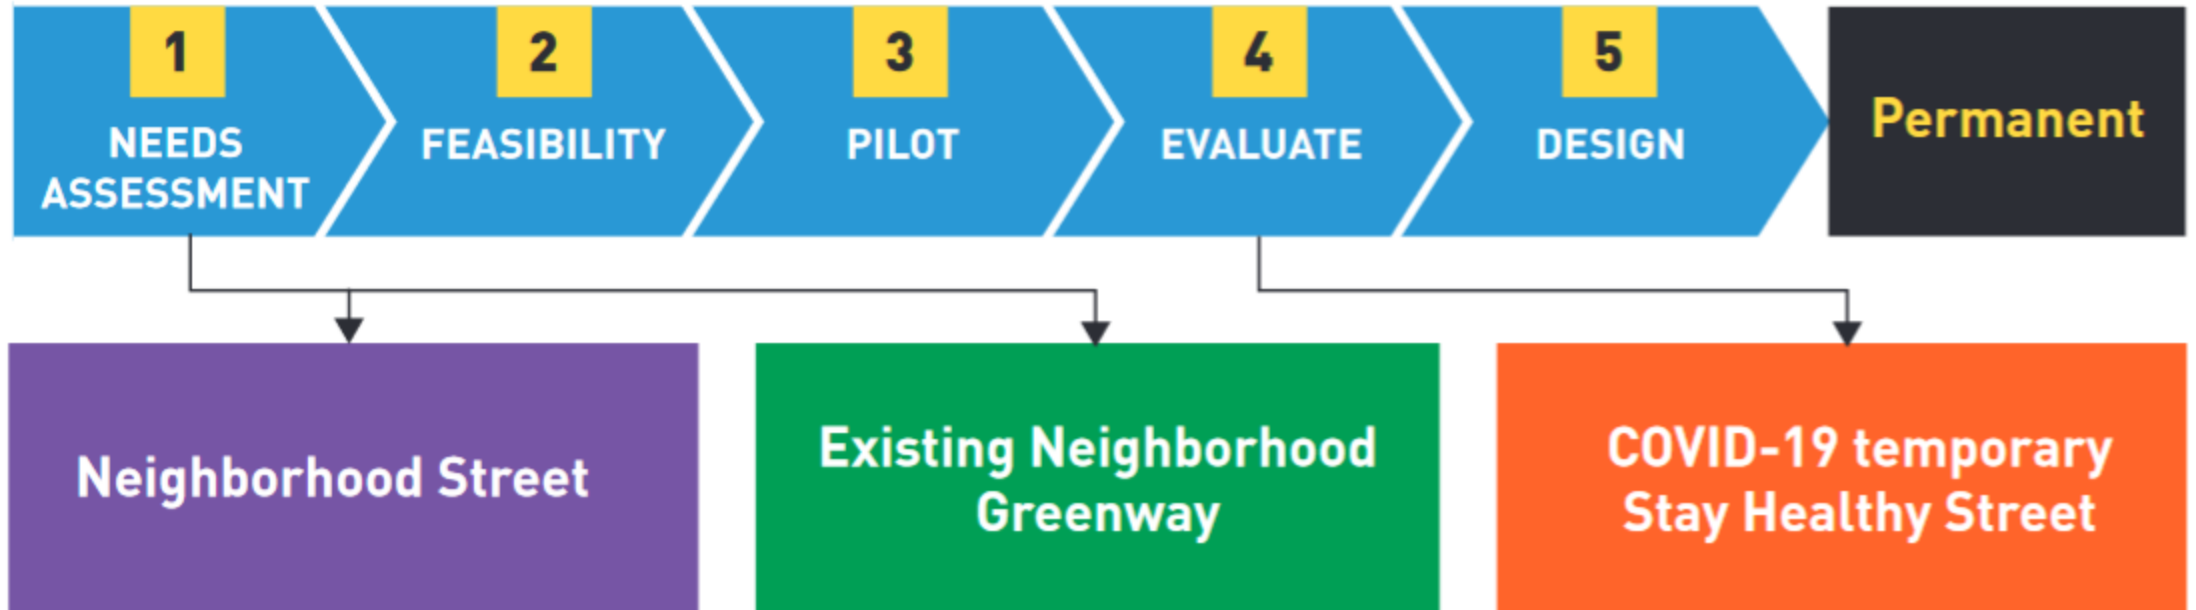 1
NEEDS
ASSESSMENT
2
FEASIBILITY
3
PILOT
4
EVALUATE
5
DESIGN
Permanent
Neighborhood Street
Existing Neighborhood
Greenway
COVID-19 temporary
Stay Healthy Street